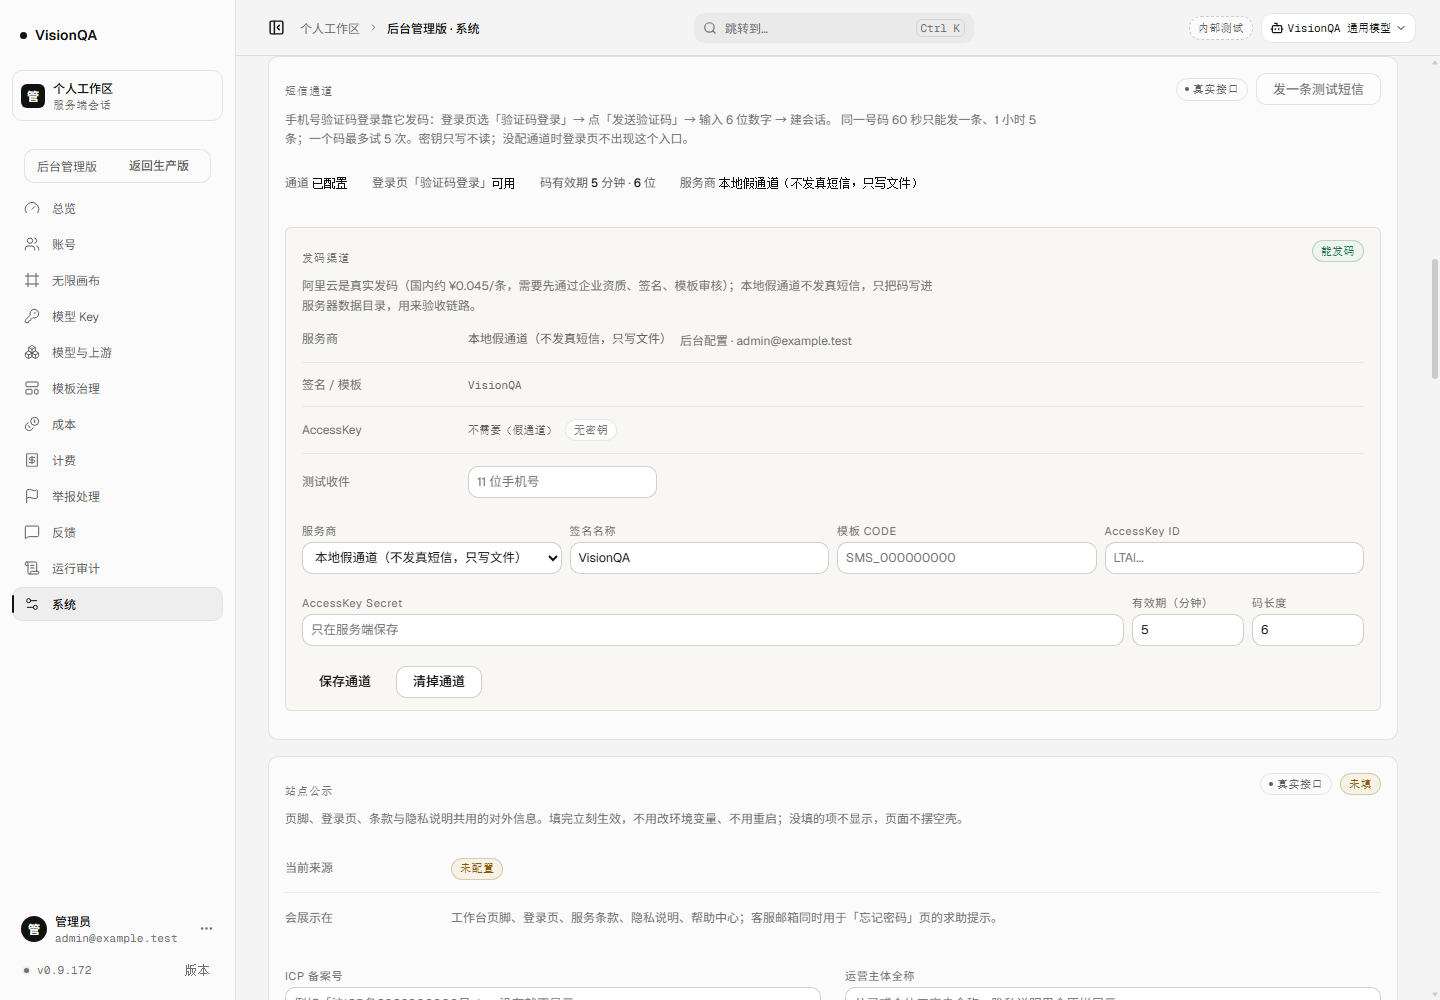 VisionQA
管
个人工作区
服务端会话
后台管理版
返回生产版
总览
账号
无限画布
模型 Key
模型与上游
模板治理
成本
计费
举报处理
反馈
运行审计
系统
管
管理员
admin@example.test
v0.9.172
版本
个人工作区
后台管理版 · 系统
跳转到...
Ctrl K
内部测试
VisionQA 通用模型
短信通道
真实接口
发一条测试短信
手机号验证码登录靠它发码：登录页选「验证码登录」→ 点「发送验证码」→ 输入 6 位数字 → 建会话。 同一号码 60 秒只能发一条、1 小时 5
条；一个码最多试 5 次。密钥只写不读；没配通道时登录页不出现这个入口。
通道 已配置
登录页「验证码登录」可用
码有效期 5 分钟 · 6 位
服务商 本地假通道（不发真短信，只写文件）
发码渠道
能发码
阿里云是真实发码（国内约 ¥0.045/条，需要先通过企业资质、签名、模板审核）；本地假通道不发真短信，只把码写进
服务器数据目录，用来验收链路。
服务商
本地假通道（不发真短信，只写文件）
后台配置 · admin@example.test
签名 / 模板
VisionQA
AccessKey
不需要（假通道）
无密钥
测试收件
11 位手机号
服务商
签名名称
模板 CODE
AccessKey ID
本地假通道（不发真短信，只写文件）
VisionQA
SMS_000000000
LTAI...
AccessKey Secret
有效期（分钟）
码长度
只在服务端保存
5
6
保存通道
清掉通道
站点公示
真实接口
未填
页脚、登录页、条款与隐私说明共用的对外信息。填完立刻生效，不用改环境变量、不用重启；没填的项不显示，页面不摆空壳。
当前来源
未配置
会展示在
工作台页脚、登录页、服务条款、隐私说明、帮助中心；客服邮箱同时用于「忘记密码」页的求助提示。
ICP 备案号
运营主体全称